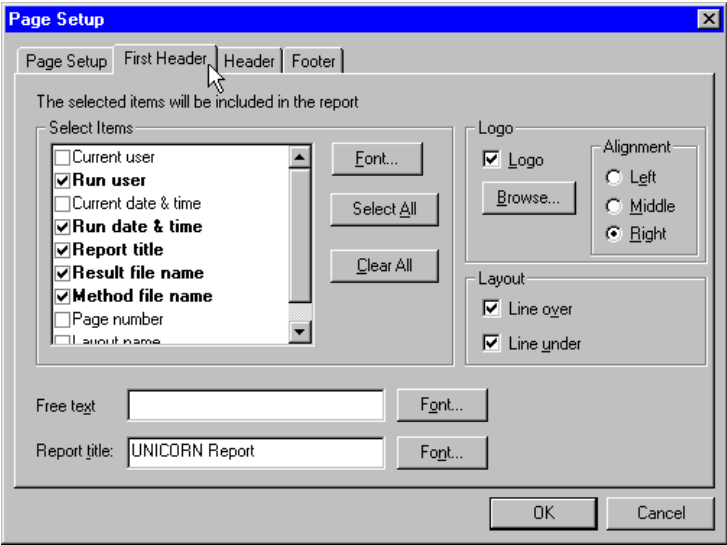 Page Setup
Page Setup First Header Header Footer
The selected items will be included in the report
Select Items
Current user
Run user
Current date & time
Run date & time
Report title
Result file name
Method file name
Page number
Layout name
Font...
Select All
Clear All
Logo
Logo
Browse...
Alignment
Left
Middle
Right
Layout
Line over
Line under
Free text
Font...
Report title: UNICORN Report
Font...
OK Cancel